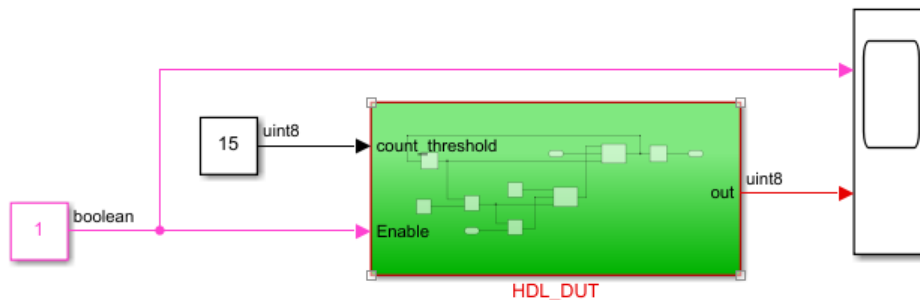 15
uint8
count_threshold
out
uint8
1
boolean
Enable
HDL_DUT